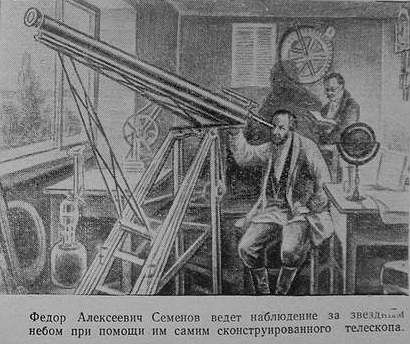 Федор Алексеевич Семенов ведет наблюдение за звездным
небом при помощи им самим сконструированного телескопа.